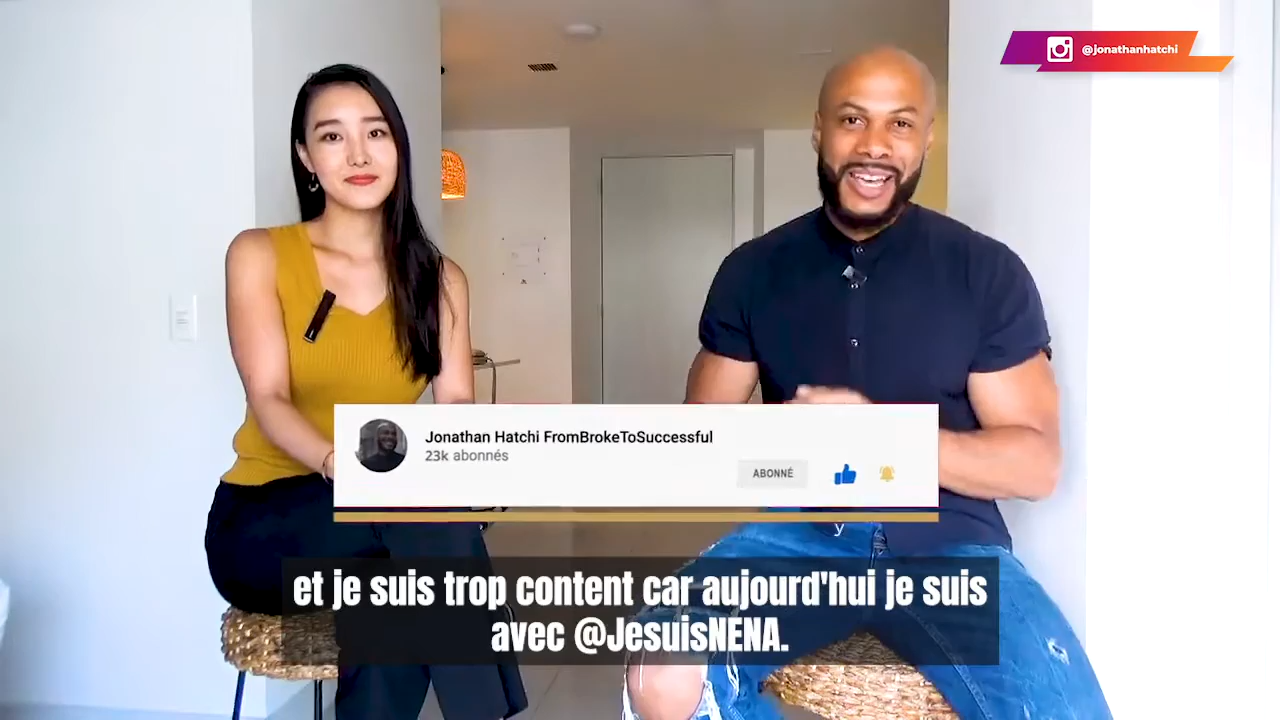 @jonathanhatchi
Jonathan Hatchi FromBrokeToSuccessful
23k abonnés
ABONNÉ
et je suis trop content car aujourd'hui je suis
avec @JesuisNENA.